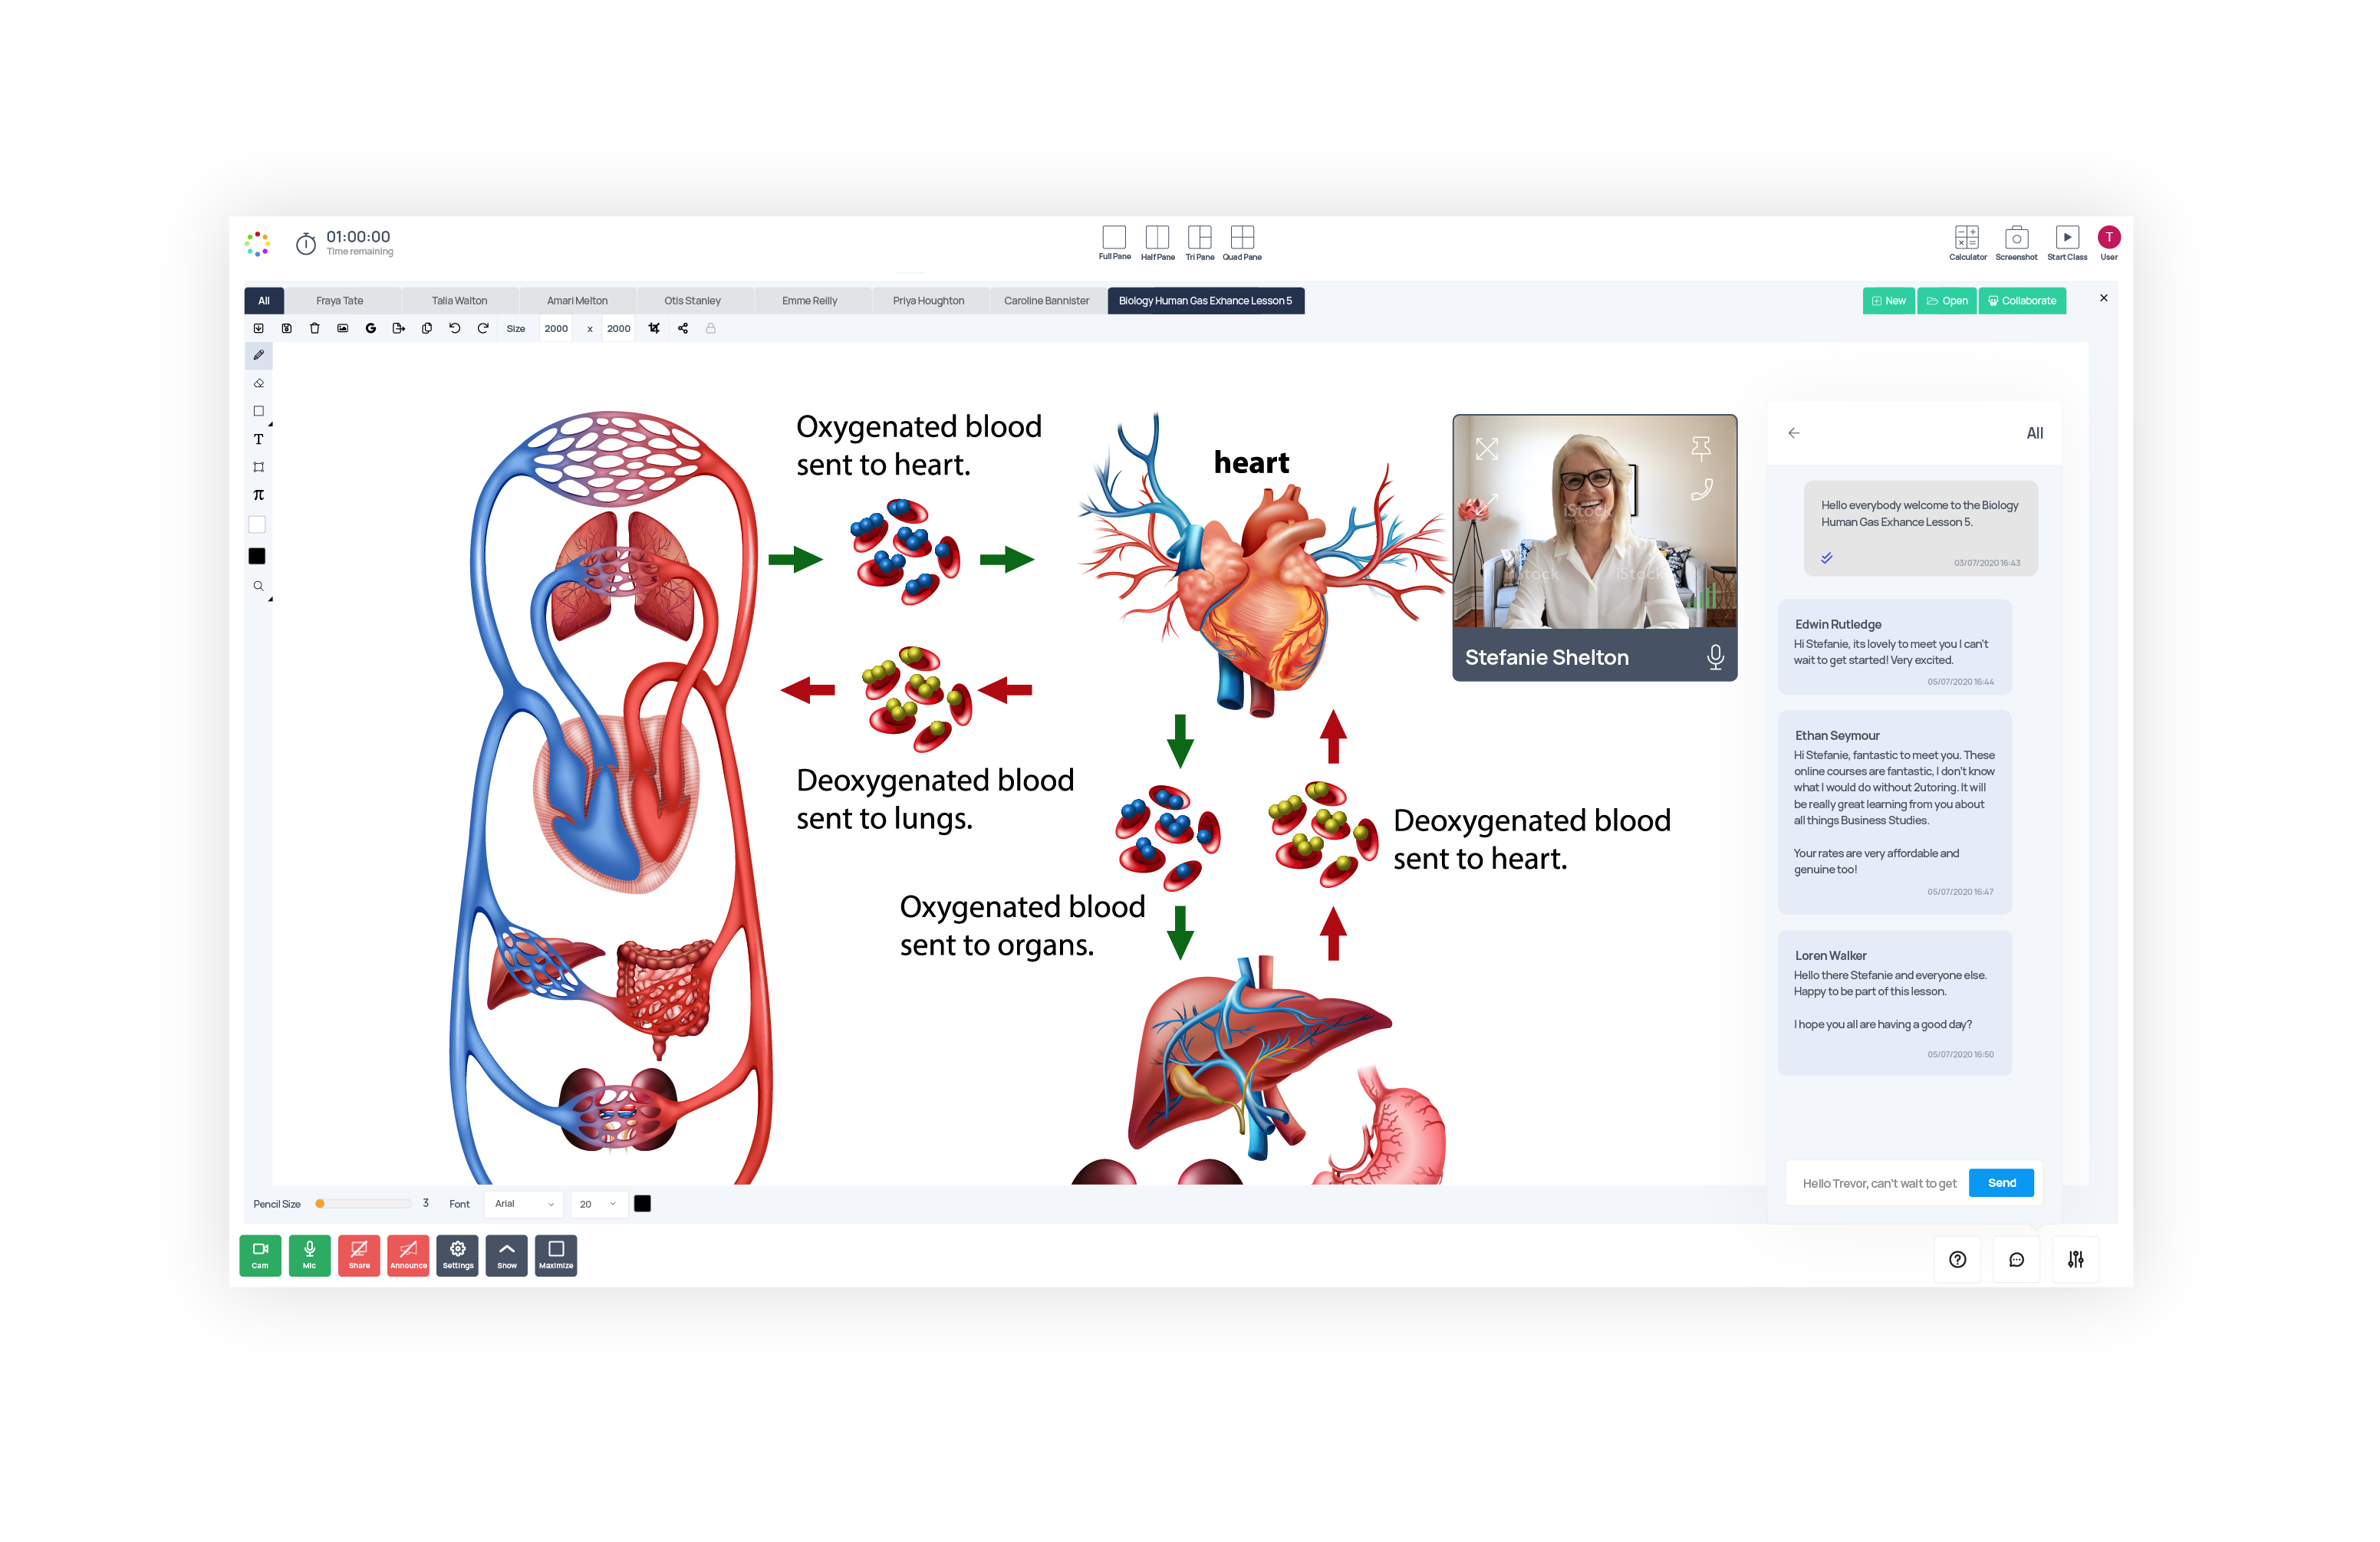 01:00:00
Time remaining
Full Pane
Half Pane
Tri Pane
Quad Pane
Calculator
Screenshot
Start Class
T
User
All
Fraya Tate
Talia Walton
Amari Melton
Otis Stanley
Emme Reilly
Priya Houghton
Caroline Bannister
Biology Human Gas Exhance Lesson 5
New
Open
Collaborate
G
Size 2000 x 2000
T
π
Oxygenated blood
sent to heart.
heart
Deoxygenated blood
sent to lungs.
Oxygenated blood
sent to organs.
Deoxygenated blood
sent to heart.
iStock
iStock
iStock
Stefanie Shelton
All
Hello everybody welcome to the Biology
Human Gas Exhance Lesson 5.
03/07/2020 16:43
Edwin Rutledge
Hi Stefanie, its lovely to meet you I can't
wait to get started! Very excited.
05/07/2020 16:44
Ethan Seymour
Hi Stefanie, fantastic to meet you. These
online courses are fantastic, I don't know
what I would do without 2utoring. It will
be really great learning from you about
all things Business Studies.
Your rates are very affordable and
genuine too!
05/07/2020 16:47
Loren Walker
Hello there Stefanie and everyone else.
Happy to be part of this lesson.
I hope you all are having a good day?
05/07/2020 16:50
Hello Trevor, can't wait to get
Send
Pencil Size
3
Font
Arial
20
Cam
Mic
Share
Announce
Settings
Snow
Maximize